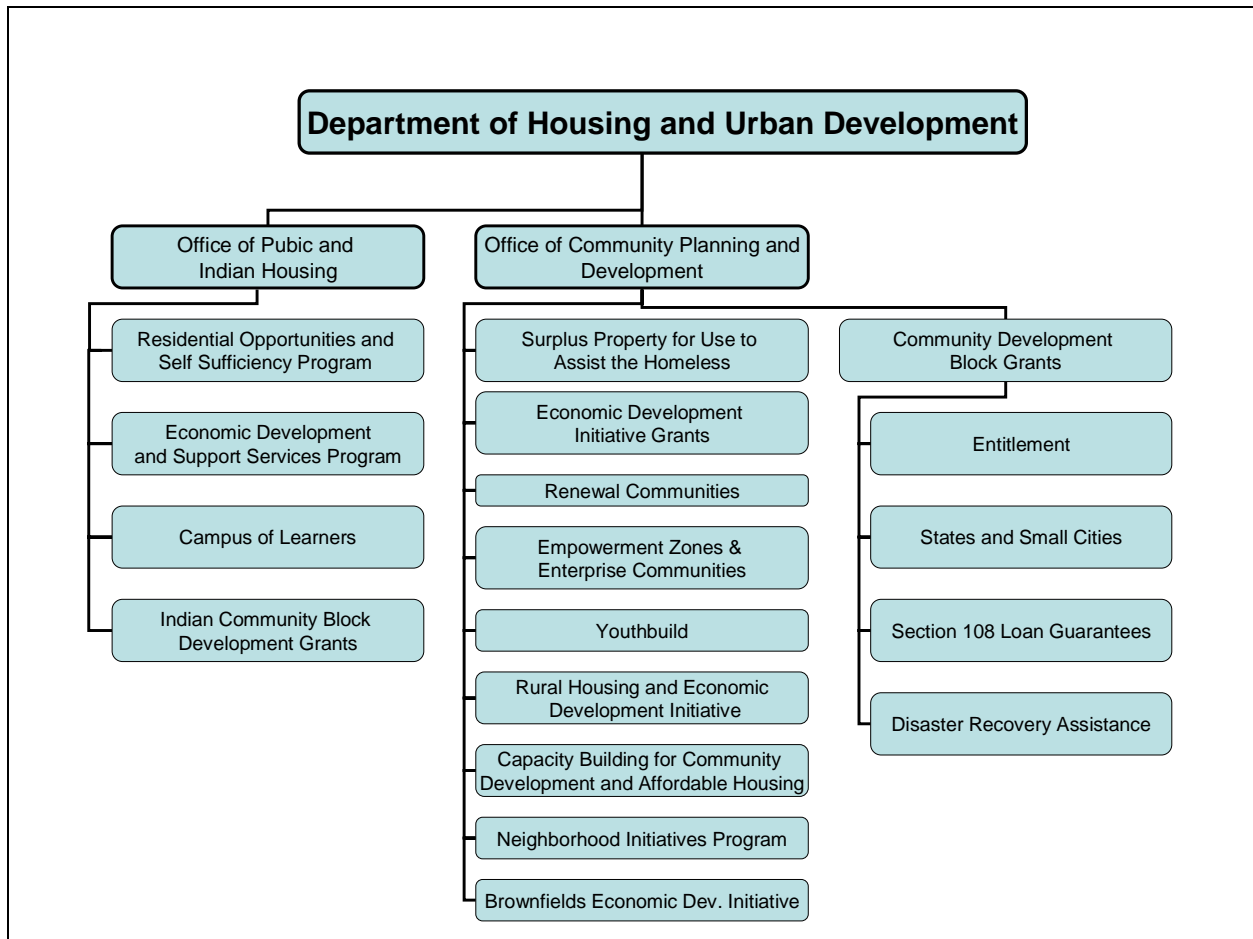 Department of Housing and Urban Development
Office of Pubic and
Indian Housing
Residential Opportunities and
Self Sufficiency Program
Economic Development
and Support Services Program
Campus of Learners
Indian Community Block
Development Grants
Office of Community Planning and
Development
Surplus Property for Use to
Assist the Homeless
Economic Development
Initiative Grants
Renewal Communities
Empowerment Zones &
Enterprise Communities
Youthbuild
Rural Housing and Economic
Development Initiative
Capacity Building for Community
Development and Affordable Housing
Neighborhood Initiatives Program
Brownfields Economic Dev. Initiative
Community Development
Block Grants
Entitlement
States and Small Cities
Section 108 Loan Guarantees
Disaster Recovery Assistance